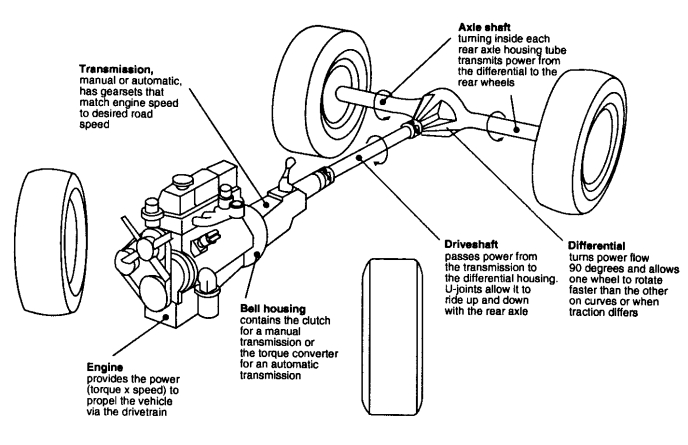 Axle shaft
turning inside each
rear axle housing tube
transmits power from
the differential to the
rear wheels
Transmission,
manual or automatic,
has gearsets that
match engine speed
to desired road
speed
Driveshaft
passes power from
the transmission to
the differential housing.
U-joints allow it to
ride up and down
with the rear axle
Differential
turns power flow
90 degrees and allows
one wheel to rotate
faster than the other
on curves or when
traction differs
Bell housing
contains the clutch
for a manual
transmission or
the torque converter
for an automatic
transmission
Engine
provides the power
(torque x speed) to
propel the vehicle
via the drivetrain